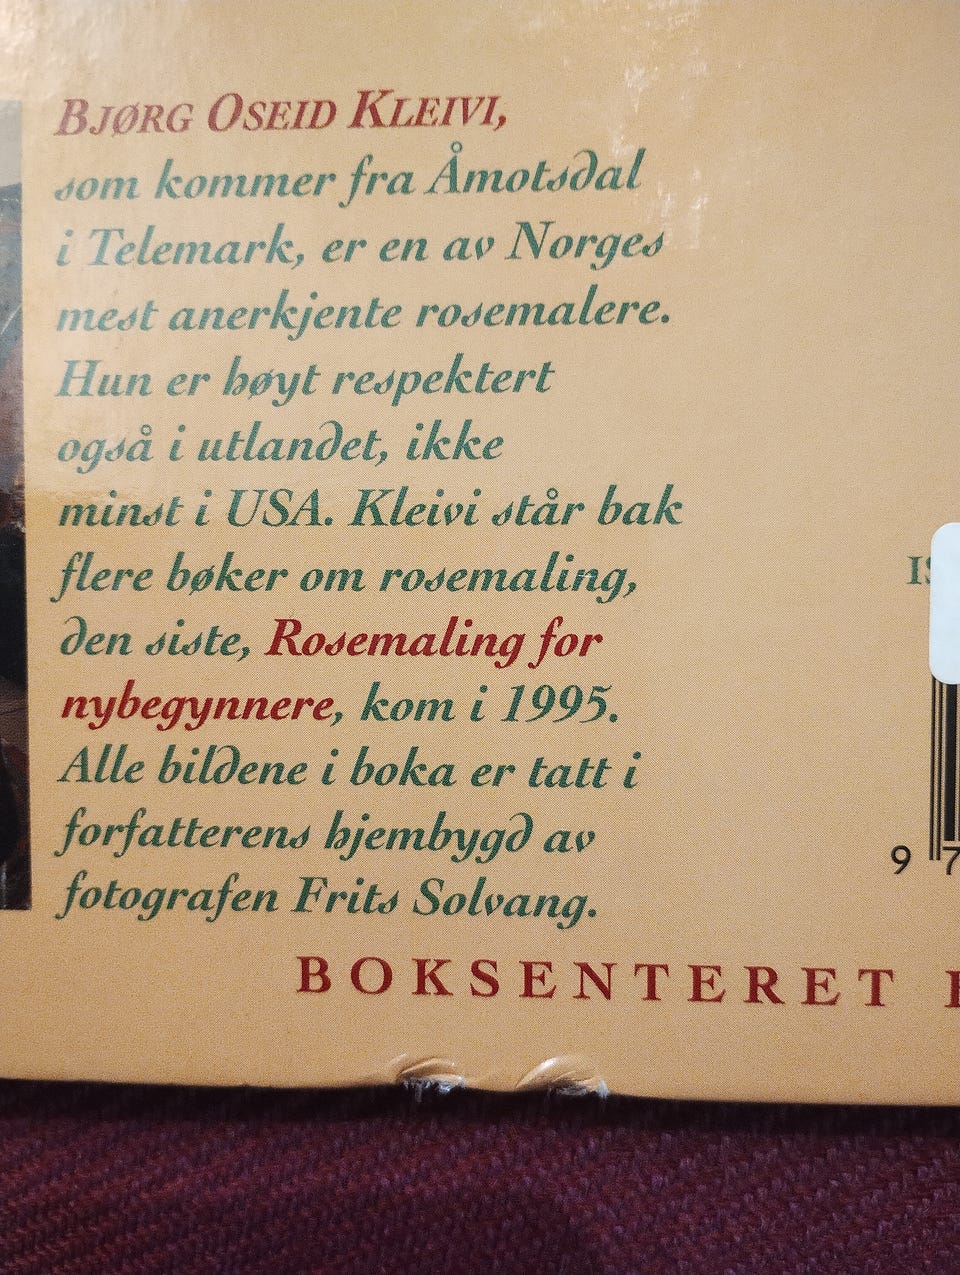 BJØRG OSEID KLEIVI,
som kommer fra Åmotsdal
i Telemark, er en av Norges
mest anerkjente rosemalere.
Hun er høyt respektert
også i utlandet, ikke
minst i USA. Kleivi står bak
flere bøker om rosemaling,
den siste, Rosemaling for
nybegynnere, kom i 1995.
Alle bildene i boka er tatt i
forfatterens hjembygd av
fotografen Frits Solvang.
BOKSENTERET
9 7